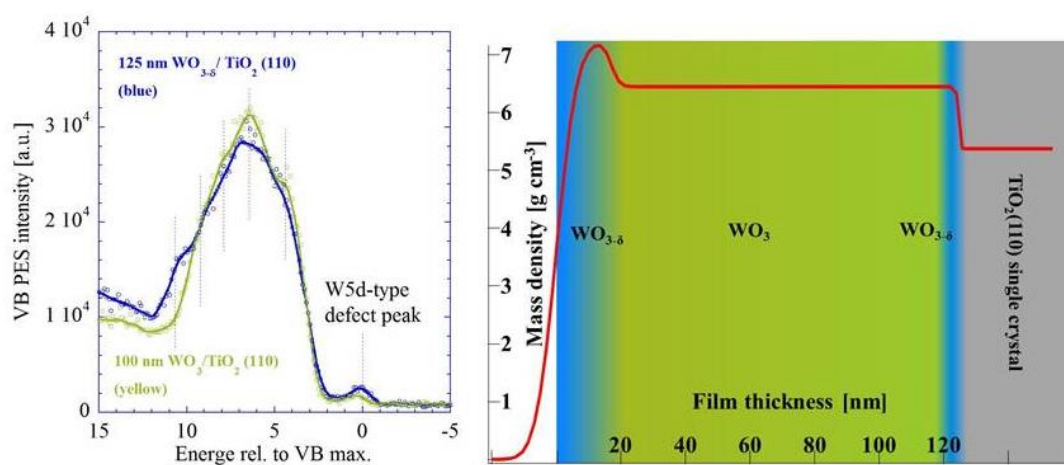 4 10⁴
3 10⁴
2 10⁴
1 10⁴
0
VB PES intensity [a.u.]
125 nm WO₃₋δ/ TiO₂ (110)
(blue)
W5d-type
defect peak
100 nm WO₃/TiO₂ (110)
(yellow)
15 10 5 0 -5
Energe rel. to VB max.
7
6
5
4
3
2
1
Mass density [g cm⁻³]
WO₃₋δ
WO₃
WO₃₋δ
TiO₂(110) single crystal
Film thickness [nm]
20 40 60 80 100 120